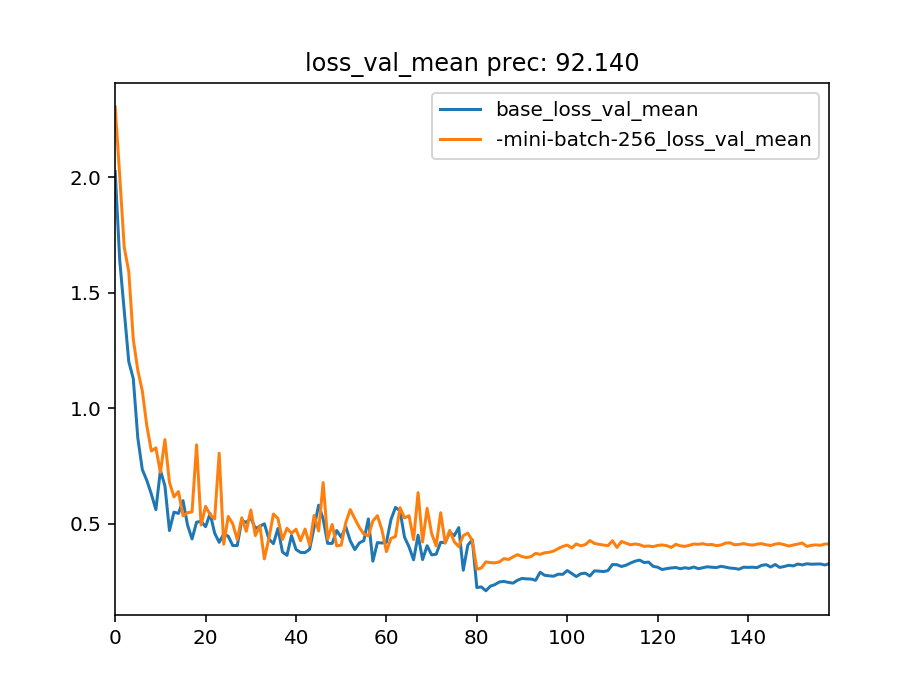 loss_val_mean prec: 92.140
base_loss_val_mean
-mini-batch-256_loss_val_mean
2.0
1.5
1.0
0.5
0 20 40 60 80 100 120 140